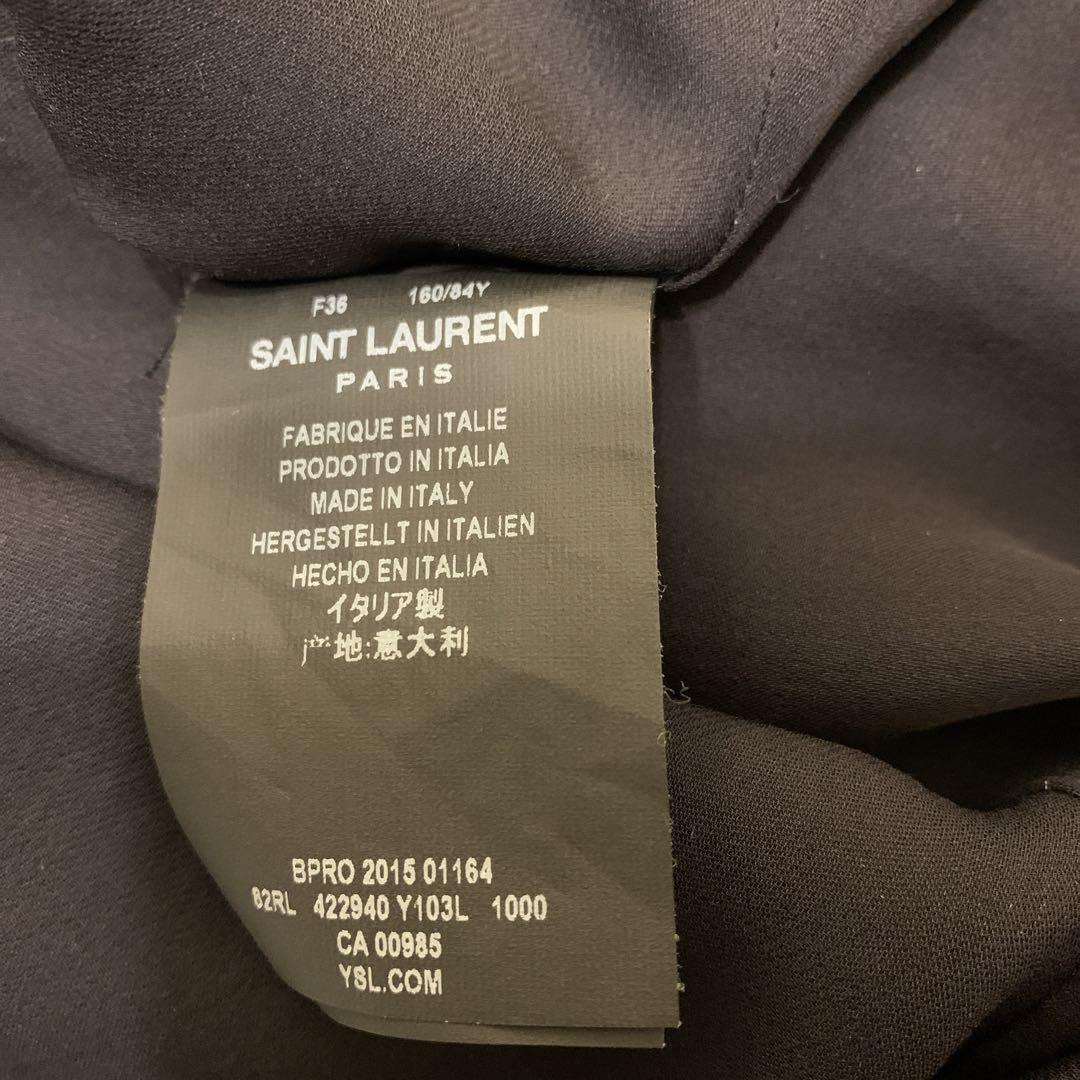 F36 160/84Y
SAINT LAURENT
PARIS
FABRIQUE EN ITALIE
PRODOTTO IN ITALIA
MADE IN ITALY
HERGESTELLT IN ITALIEN
HECHO EN ITALIA
イタリア製
产地:意大利
BPRO 2015 01164
82RL 422940 Y103L 1000
CA 00985
YSL.COM